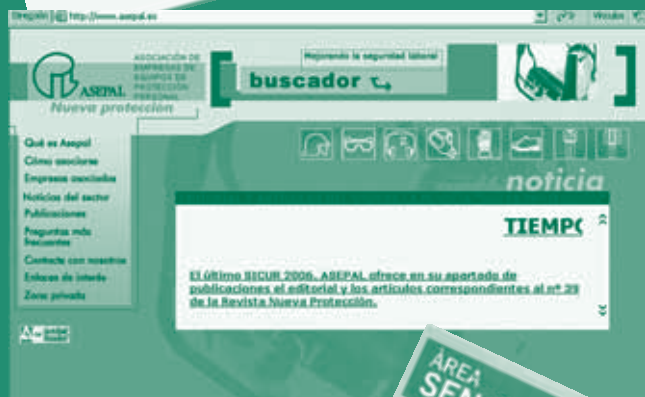 Dirección http://www.asepal.es
Vínculos
ASOCIACIÓN DE
EMPRESAS DE
EQUIPOS DE
PROTECCIÓN
PERSONAL
ASEPAL
Nueva protección
Mejorando la seguridad laboral
buscador
Qué es Asepal
Cómo asociarse
Empresas asociadas
Noticias del sector
Publicaciones
Preguntas más
frecuentes
Contacte con nosotros
Enlaces de interés
Zona privada
noticia
TIEMPO
El último SICUR 2006. ASEPAL ofrece en su apartado de
publicaciones el editorial y los artículos correspondientes al nº 39
de la Revista Nueva Protección.
ÁREA